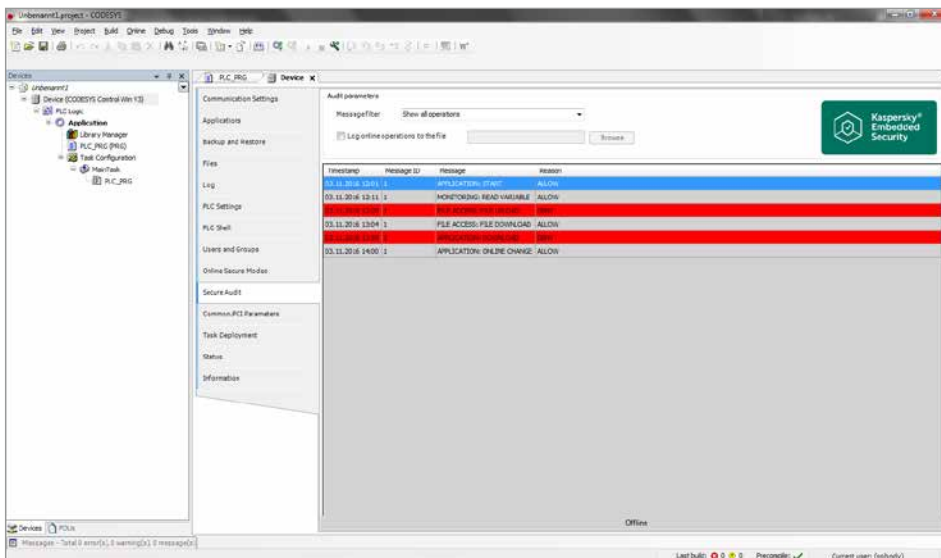 Unbenannt1.project - CODESYS
File Edit View Project Build Online Debug Tools Window Help
Devices
Unbenannt1
Device (CODESYS Control Win V3)
PLC Logic
Application
Library Manager
PLC_PRG (PRG)
Task Configuration
MainTask
PLC_PRG
Devices
POUs
PLC_PRG
Device
Communication Settings
Applications
Backup and Restore
Files
Log
PLC Settings
PLC Shell
Users and Groups
Online Secure Modes
Secure Audit
Common.PCI Parameters
Task Deployment
Status
Information
Audit parameters
Message filter Show all operations
Log online operations to the file Browse
Kaspersky®
Embedded
Security
Timestamp Message ID Message Reason
03.11.2016 12:01 1 APPLICATION: START ALLOW
03.11.2016 12:11 1 MONITORING: READ VARIABLE ALLOW
FILE ACCESS: FILE UPLOAD DENY
03.11.2016 13:04 1 FILE ACCESS: FILE DOWNLOAD ALLOW
APPLICATION: DOWNLOAD DENY
03.11.2016 14:00 1 APPLICATION: ONLINE CHANGE ALLOW
Offline
Messages - Total 0 error(s), 0 warning(s), 0 message(s)
Last build: 0 0 Precompile: Current user: (nobody)